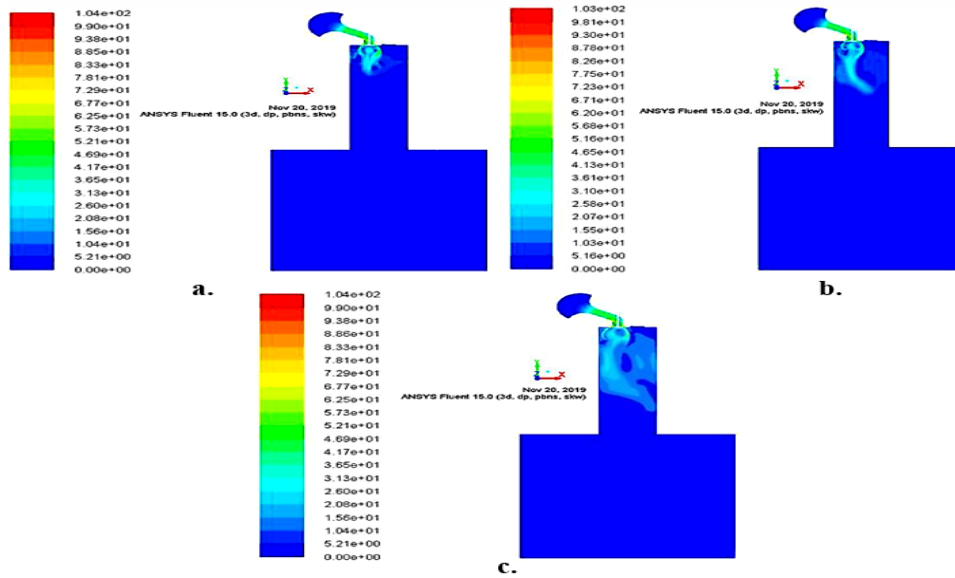 1.04e+02
9.90e+01
9.38e+01
8.85e+01
8.33e+01
7.81e+01
7.29e+01
6.77e+01
6.25e+01
5.73e+01
5.21e+01
4.69e+01
4.17e+01
3.65e+01
3.13e+01
2.60e+01
2.08e+01
1.56e+01
1.04e+01
5.21e+00
0.00e+00
Y
X
Nov 20, 2019
ANSYS Fluent 15.0 (3d, dp, pbns, skw)
a.
1.03e+02
9.81e+01
9.30e+01
8.78e+01
8.26e+01
7.75e+01
7.23e+01
6.71e+01
6.20e+01
5.68e+01
5.16e+01
4.65e+01
4.13e+01
3.61e+01
3.10e+01
2.58e+01
2.07e+01
1.55e+01
1.03e+01
5.16e+00
0.00e+00
Y
X
Nov 20, 2019
ANSYS Fluent 15.0 (3d, dp, pbns, skw)
b.
1.04e+02
9.90e+01
9.38e+01
8.86e+01
8.33e+01
7.81e+01
7.29e+01
6.77e+01
6.25e+01
5.73e+01
5.21e+01
4.69e+01
4.17e+01
3.65e+01
3.13e+01
2.60e+01
2.08e+01
1.56e+01
1.04e+01
5.21e+00
0.00e+00
Y
X
Nov 20, 2019
ANSYS Fluent 15.0 (3d, dp, pbns, skw)
c.